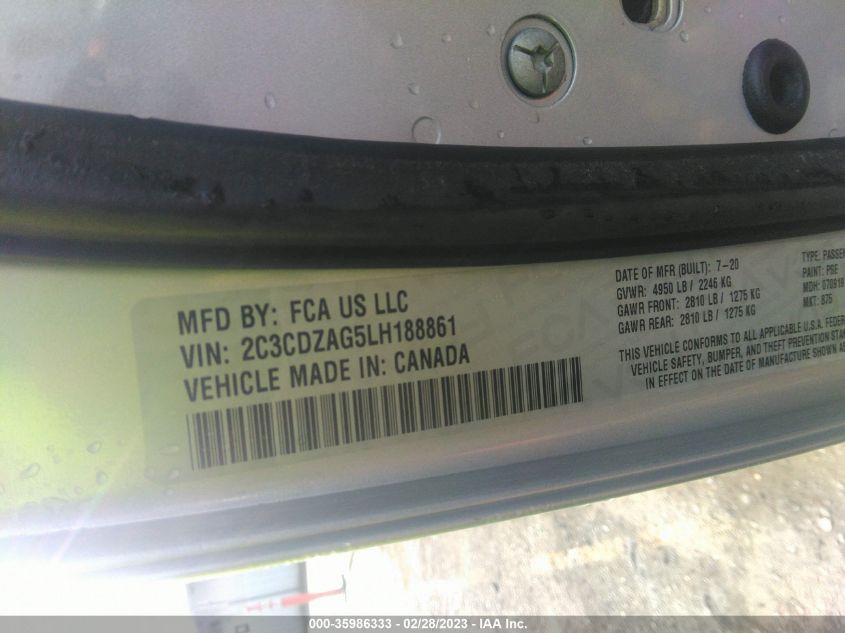 MFD BY: FCA US LLC
VIN: 2C3CDZAG5LH188861
VEHICLE MADE IN: CANADA
DATE OF MFR (BUILT): 7-20
GVWR: 4950 LB / 2246 KG
GAWR FRONT: 2810 LB / 1275 KG
GAWR REAR: 2810 LB / 1275 KG
THIS VEHICLE CONFORMS TO ALL APPLICABLE U.S.A. FEDER
VEHICLE SAFETY, BUMPER, AND THEFT PREVENTION STAN
IN EFFECT ON THE DATE OF MANUFACTURE SHOWN AB
TYPE: PASSEN
PAINT: PSE
MDH: 070919
MKT: 875
000-35986333 - 02/28/2023 - IAA Inc.